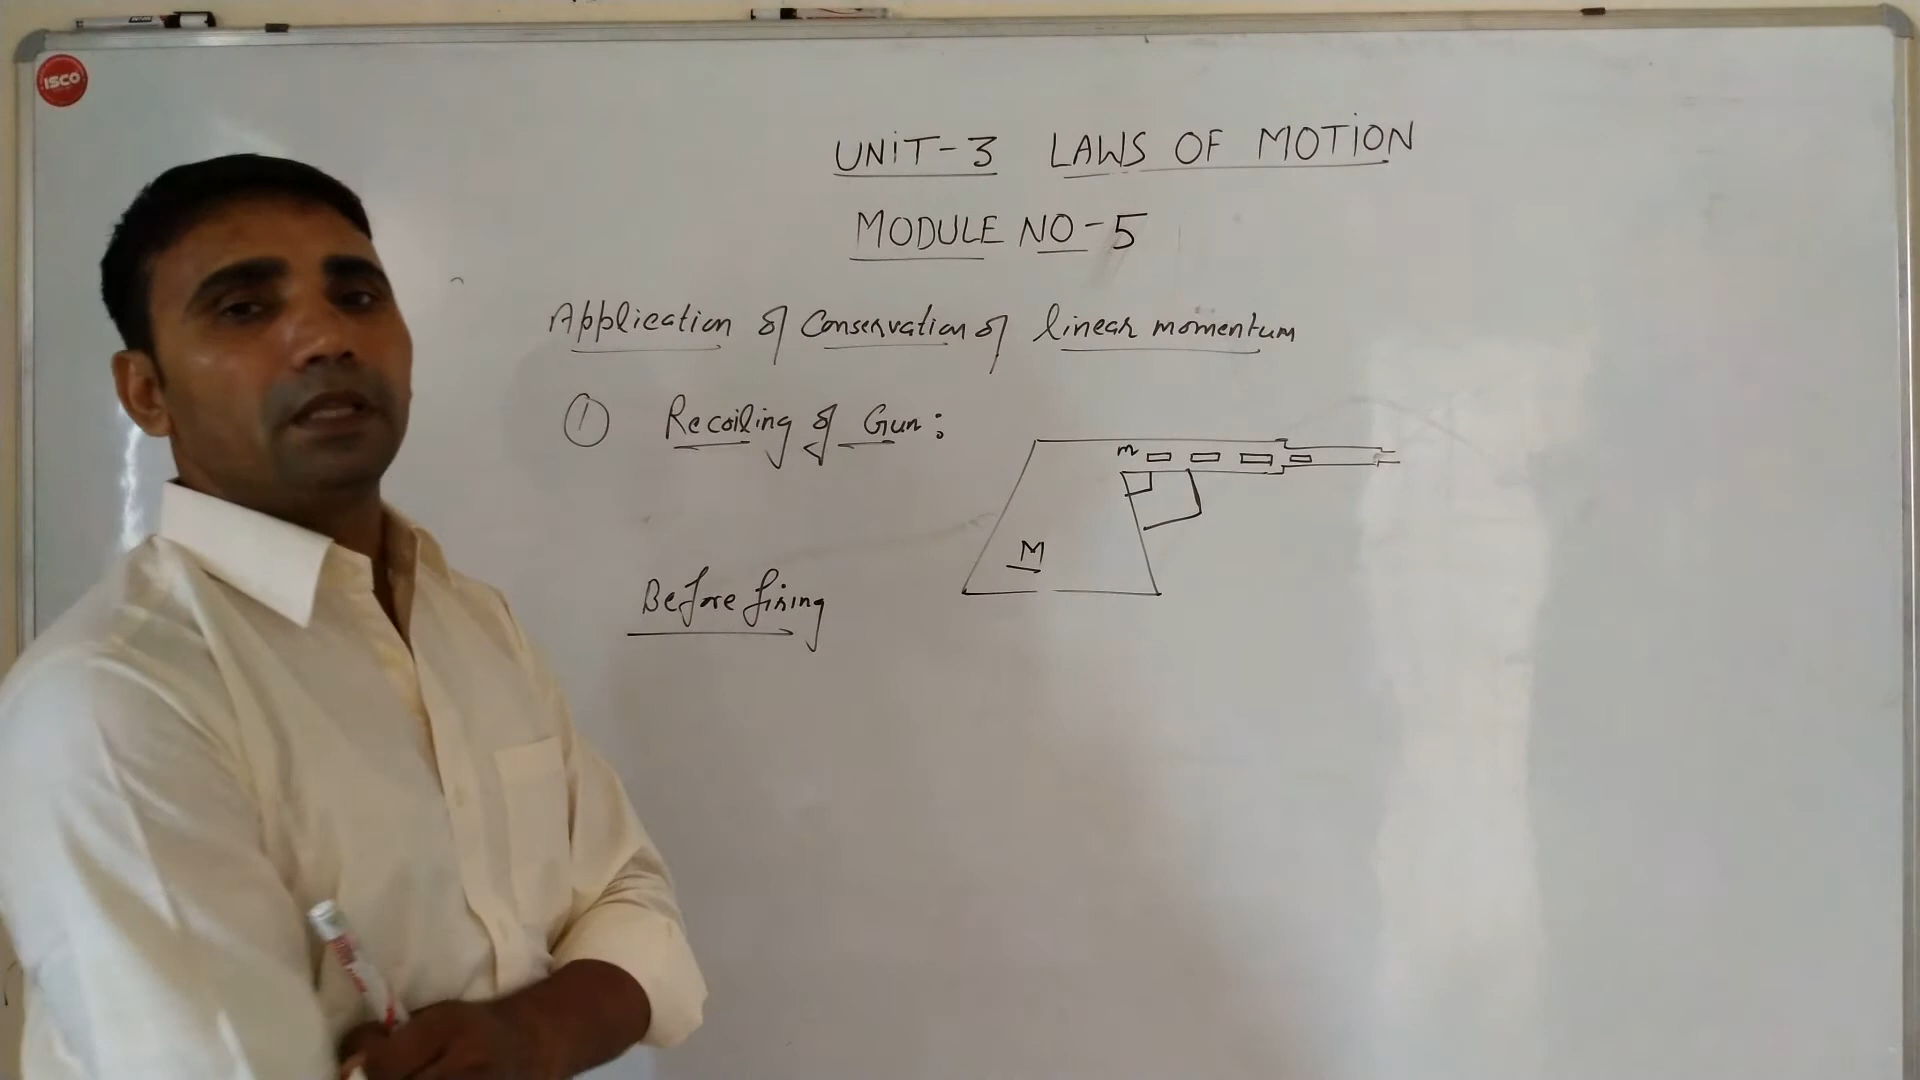 ISCO
UNIT-3 LAWS OF MOTION
MODULE NO-5
Application of Conservation of linear momentum
① Recoiling of Gun:
m
M
Before firing